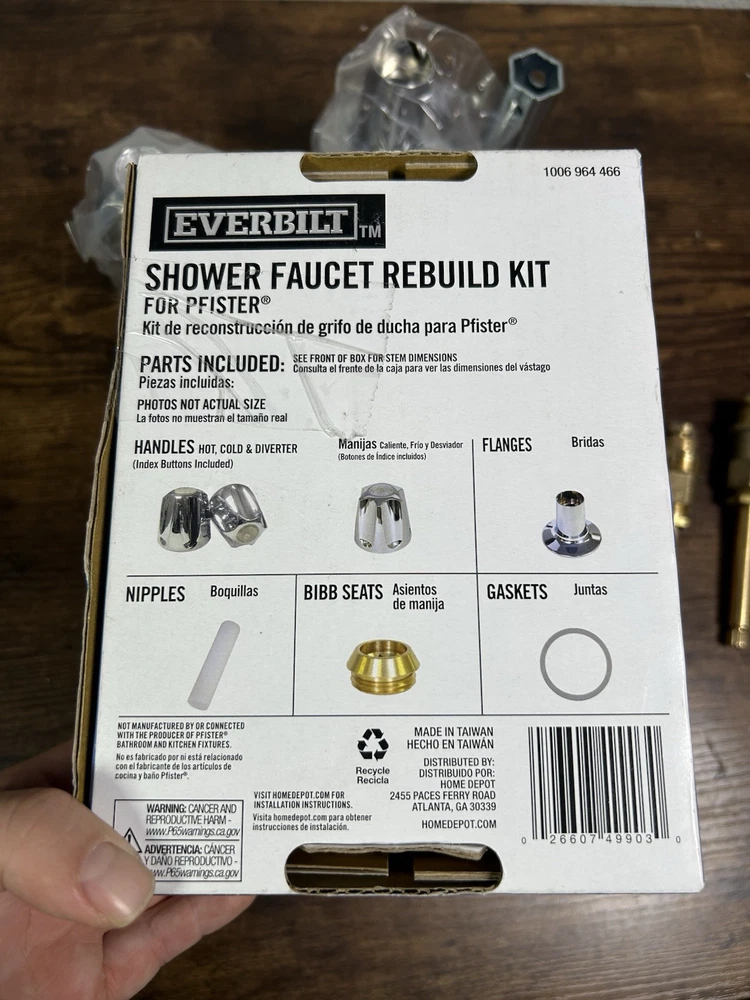 1006 964 466
EVERBILT TM
SHOWER FAUCET REBUILD KIT
FOR PFISTER®
Kit de reconstrucción de grifo de ducha para Pfister®
PARTS INCLUDED: SEE FRONT OF BOX FOR STEM DIMENSIONS
Piezas incluidas: Consulta el frente de la caja para ver las dimensiones del vástago
PHOTOS NOT ACTUAL SIZE
La fotos no muestran el tamaño real
HANDLES HOT, COLD & DIVERTER
(Index Buttons Included)
Manijas Caliente, Frío y Desviador
(Botones de Índice incluidos)
FLANGES Bridas
NIPPLES Boquillas
BIBB SEATS Asientos
de manija
GASKETS Juntas
NOT MANUFACTURED BY OR CONNECTED
WITH THE PRODUCER OF PFISTER®
BATHROOM AND KITCHEN FIXTURES.
No es fabricado por ni está relacionado
con el fabricante de los artículos de
cocina y baño Pfister®.
WARNING: CANCER AND
REPRODUCTIVE HARM -
www.P65warnings.ca.gov
ADVERTENCIA: CÁNCER
Y DAÑO REPRODUCTIVO -
ww.P65warnings.ca.gov
VISIT HOMEDEPOT.COM FOR
INSTALLATION INSTRUCTIONS.
Visita homedepot.com para obtener
instrucciones de instalación.
Recycle
Recicla
MADE IN TAIWAN
HECHO EN TAIWÁN
DISTRIBUTED BY:
DISTRIBUIDO POR:
HOME DEPOT
2455 PACES FERRY ROAD
ATLANTA, GA 30339
HOMEDEPOT.COM
0 26607 49903 0